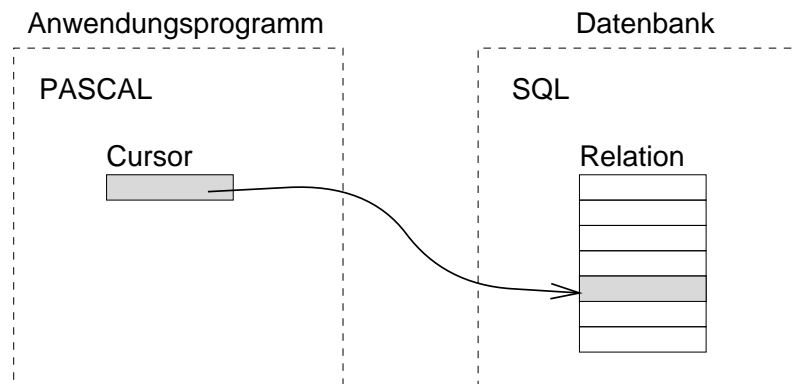 Anwendungsprogramm
PASCAL
Cursor
Datenbank
SQL
Relation